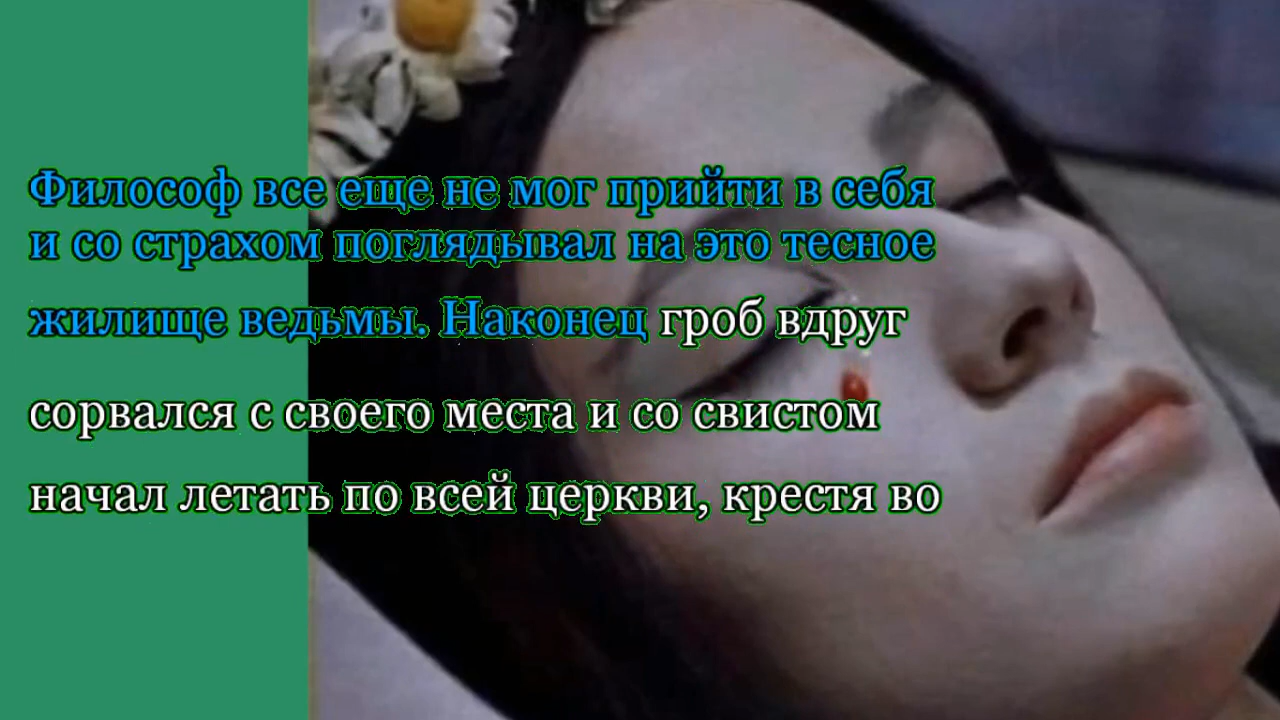 Философ все еще не мог прийти в себя
и со страхом поглядывал на это тесное
жилище ведьмы. Наконец гроб вдруг
сорвался с своего места и со свистом
начал летать по всей церкви, крестя во